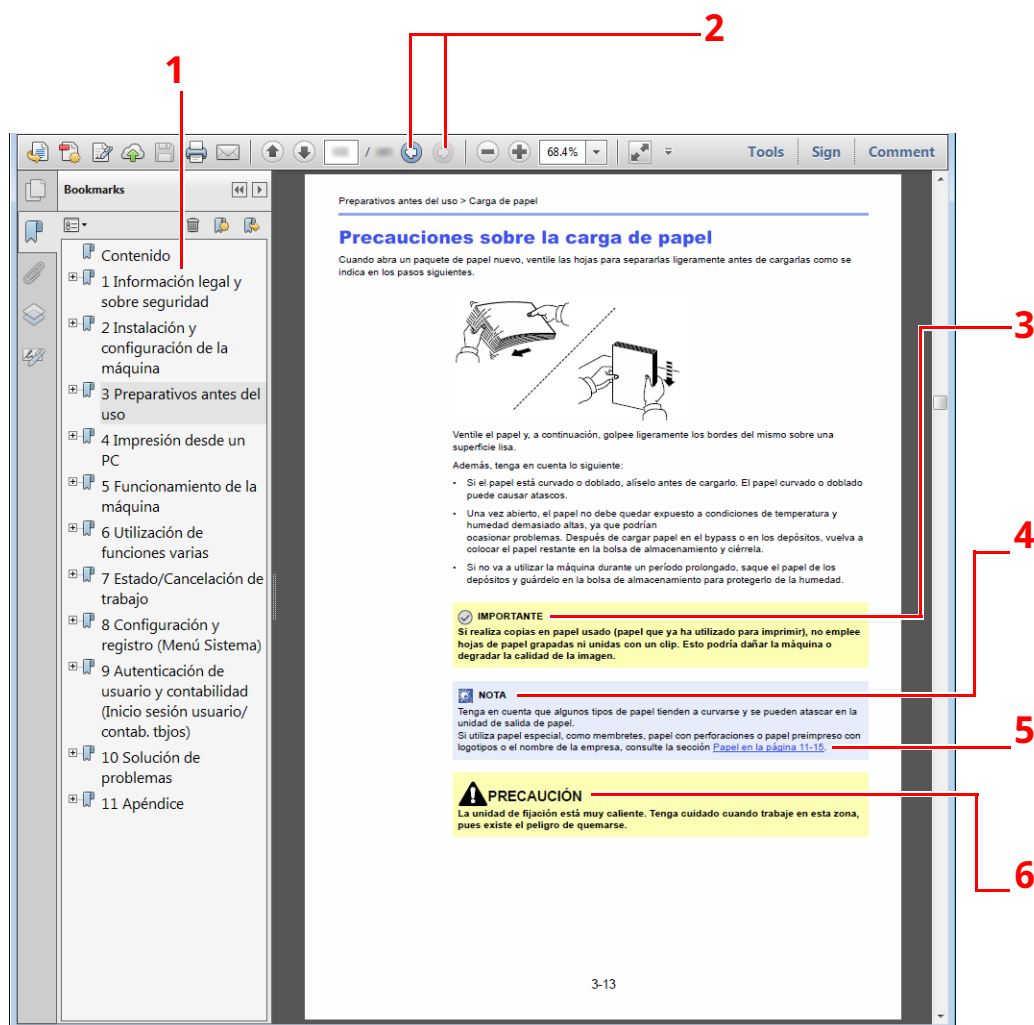 2
1
68.4%
Tools
Sign
Comment
Bookmarks
Contenido
1 Información legal y
sobre seguridad
2 Instalación y
configuración de la
máquina
3 Preparativos antes del
uso
4 Impresión desde un
PC
5 Funcionamiento de la
máquina
6 Utilización de
funciones varias
7 Estado/Cancelación de
trabajo
8 Configuración y
registro (Menú Sistema)
9 Autenticación de
usuario y contabilidad
(Inicio sesión usuario/
contab. tbjos)
10 Solución de
problemas
11 Apéndice
Preparativos antes del uso > Carga de papel
Precauciones sobre la carga de papel
Cuando abra un paquete de papel nuevo, ventile las hojas para separarlas ligeramente antes de cargarlas como se
indica en los pasos siguientes.
Ventile el papel y, a continuación, golpee ligeramente los bordes del mismo sobre una
superficie lisa.
Además, tenga en cuenta lo siguiente:
• Si el papel está curvado o doblado, alíselo antes de cargarlo. El papel curvado o doblado
puede causar atascos.
• Una vez abierto, el papel no debe quedar expuesto a condiciones de temperatura y
humedad demasiado altas, ya que podrían
ocasionar problemas. Después de cargar papel en el bypass o en los depósitos, vuelva a
colocar el papel restante en la bolsa de almacenamiento y ciérrela.
• Si no va a utilizar la máquina durante un período prolongado, saque el papel de los
depósitos y guárdelo en la bolsa de almacenamiento para protegerlo de la humedad.
IMPORTANTE
Si realiza copias en papel usado (papel que ya ha utilizado para imprimir), no emplee
hojas de papel grapadas ni unidas con un clip. Esto podría dañar la máquina o
degradar la calidad de la imagen.
NOTA
Tenga en cuenta que algunos tipos de papel tienden a curvarse y se pueden atascar en la
unidad de salida de papel.
Si utiliza papel especial, como membretes, papel con perforaciones o papel preimpreso con
logotipos o el nombre de la empresa, consulte la sección Papel en la página 11-15.
PRECAUCIÓN
La unidad de fijación está muy caliente. Tenga cuidado cuando trabaje en esta zona,
pues existe el peligro de quemarse.
3-13
3
4
5
6